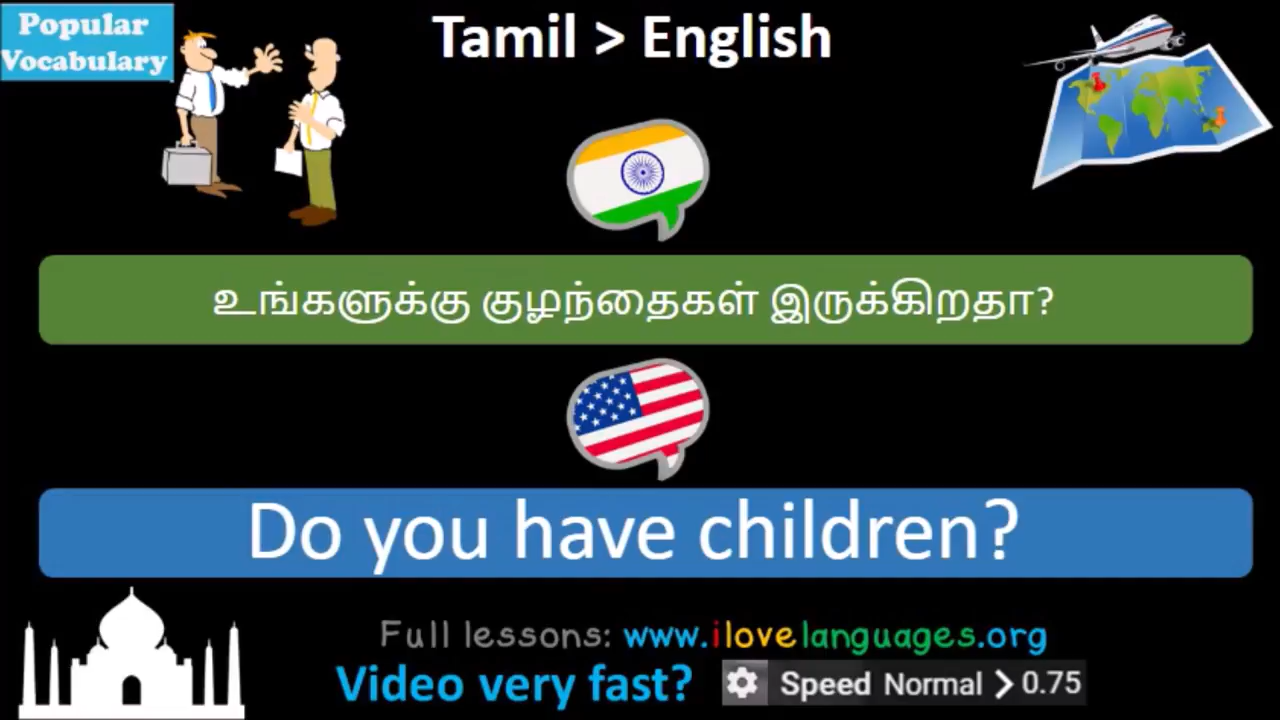 Popular
Vocabulary
Tamil > English
உங்களுக்கு குழந்தைகள் இருக்கிறதா?
Do you have children?
Full lessons: www.ilovelanguages.org
Video very fast? Speed Normal > 0.75